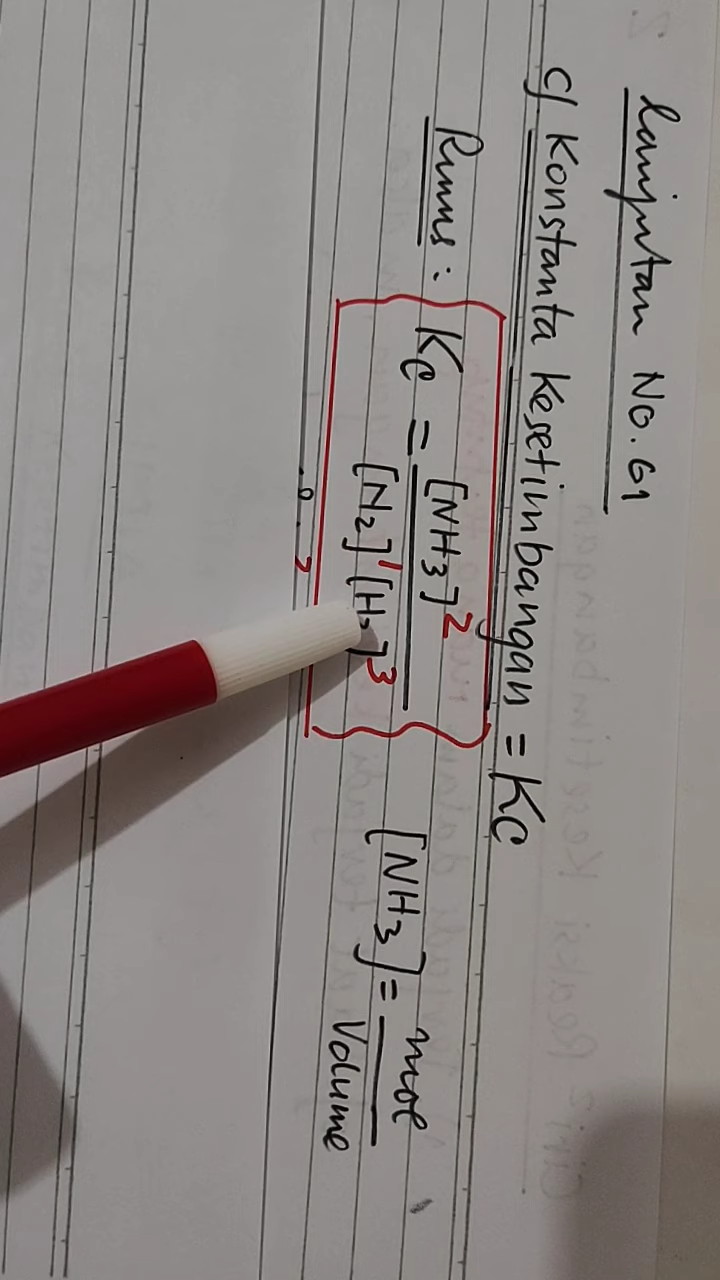 Lanjutan No. 61
c/ Konstanta Kesetimbangan = Kc
Rumus : Kc = [NH3]² / [N2]¹ [H2]³
[NH3] = mol / Volume